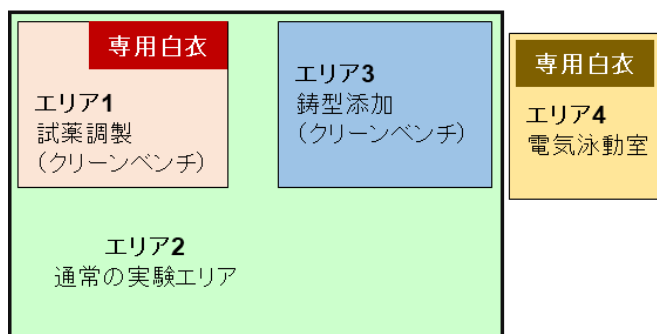 専用白衣
エリア1
試薬調製
(クリーンベンチ)
エリア3
鋳型添加
(クリーンベンチ)
専用白衣
エリア4
電気泳動室
エリア2
通常の実験エリア